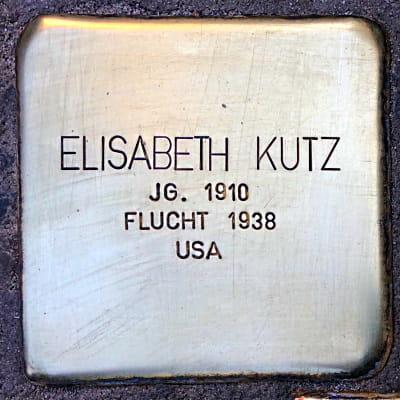 ELISABETH KUTZ
JG. 1910
FLUCHT 1938
USA